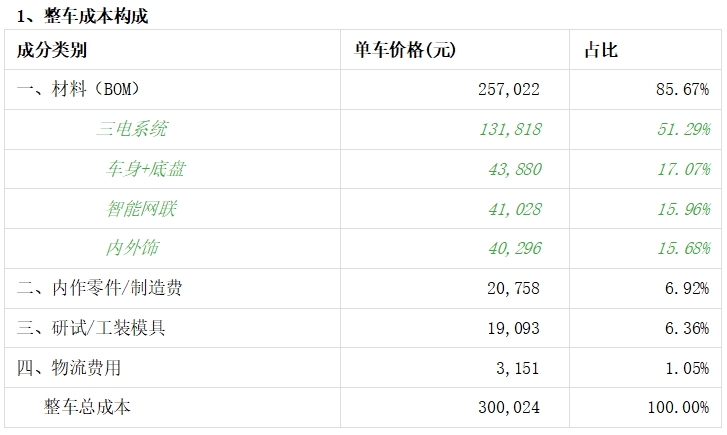 1、整车成本构成
成分类别 单车价格(元) 占比
一、材料（BOM） 257,022 85.67%
三电系统 131,818 51.29%
车身+底盘 43,880 17.07%
智能网联 41,028 15.96%
内外饰 40,296 15.68%
二、内作零件/制造费 20,758 6.92%
三、研试/工装模具 19,093 6.36%
四、物流费用 3,151 1.05%
整车总成本 300,024 100.00%